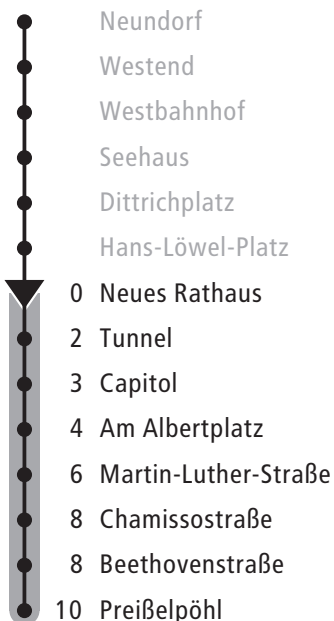 Neundorf
Westend
Westbahnhof
Seehaus
Dittrichplatz
Hans-Löwel-Platz
0 Neues Rathaus
2 Tunnel
3 Capitol
4 Am Albertplatz
6 Martin-Luther-Straße
8 Chamissostraße
8 Beethovenstraße
10 Preißelpöhl